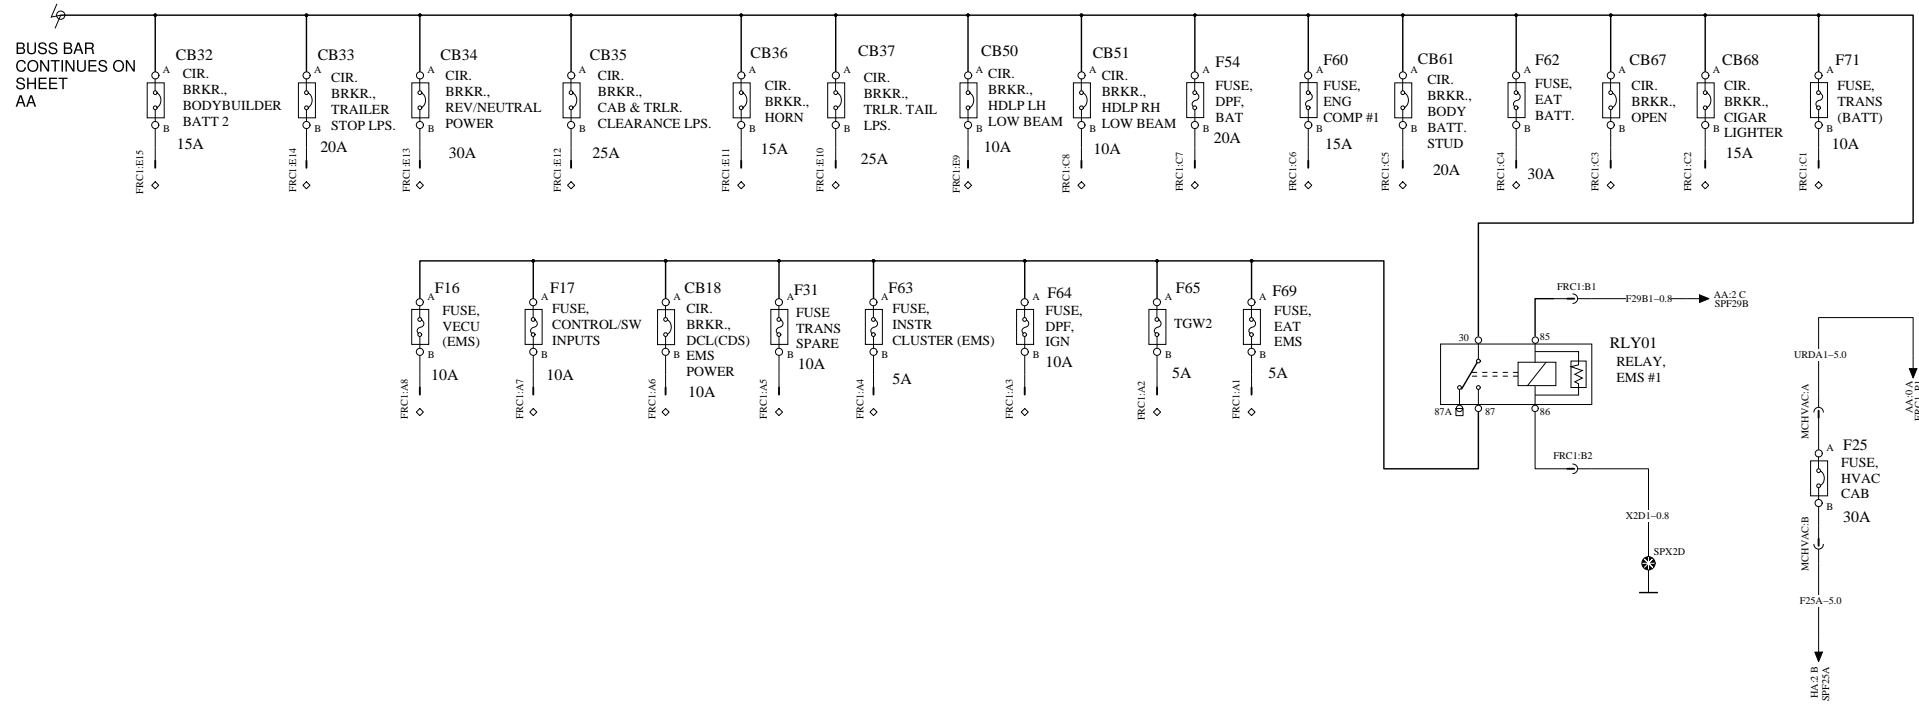 BUSS BAR
CONTINUES ON
SHEET
AA
CB32
A
CIR.
BRKR.,
BODYBUILDER
BATT 2
B
15A
FRC1:E15
CB33
A
CIR.
BRKR.,
TRAILER
STOP LPS.
B
20A
FRC1:E14
CB34
A
CIR.
BRKR.,
REV/NEUTRAL
POWER
B
30A
FRC1:E13
CB35
A
CIR.
BRKR.,
CAB & TRLR.
CLEARANCE LPS.
B
25A
FRC1:E12
CB36
A
CIR.
BRKR.,
HORN
B
15A
FRC1:E11
CB37
A
CIR.
BRKR.,
TRLR. TAIL
LPS.
B
25A
FRC1:E10
CB50
A
CIR.
BRKR.,
HDLP LH
LOW BEAM
B
10A
FRC1:E9
CB51
A
CIR.
BRKR.,
HDLP RH
LOW BEAM
B
10A
FRC1:C8
F54
A
FUSE,
DPF,
BAT
B
20A
FRC1:C7
F60
A
FUSE,
ENG
COMP #1
B
15A
FRC1:C6
CB61
A
CIR.
BRKR.,
BODY
BATT.
STUD
B
20A
FRC1:C5
F62
A
FUSE,
EAT
BATT.
B
30A
FRC1:C4
CB67
A
CIR.
BRKR.,
OPEN
B
FRC1:C3
CB68
A
CIR.
BRKR.,
CIGAR
LIGHTER
B
15A
FRC1:C2
F71
A
FUSE,
TRANS
(BATT)
B
10A
FRC1:C1
F16
A
FUSE,
VECU
(EMS)
B
10A
FRC1:A8
F17
A
FUSE,
CONTROL/SW
INPUTS
B
10A
FRC1:A7
CB18
A
CIR.
BRKR.,
DCL(CDS)
EMS
POWER
B
10A
FRC1:A6
F31
A
FUSE
TRANS
SPARE
B
10A
FRC1:A5
F63
A
FUSE,
INSTR
CLUSTER (EMS)
B
5A
FRC1:A4
F64
A
FUSE,
DPF,
IGN
B
10A
FRC1:A3
F65
A
TGW2
B
5A
FRC1:A2
F69
A
FUSE,
EAT
EMS
B
5A
FRC1:A1
FRC1:B1
F29B1-0.8
AA:2 C
SPF29B
30
85
RLY01
RELAY,
EMS #1
87A
87
86
FRC1:B2
X2D1-0.8
SPX2D
URDA1-5.0
AA:0 A
FRC1:B1
MCHVAC:A
A
F25
FUSE,
HVAC
CAB
B
30A
MCHVAC:B
F25A-5.0
HA:2 B
SPF25A